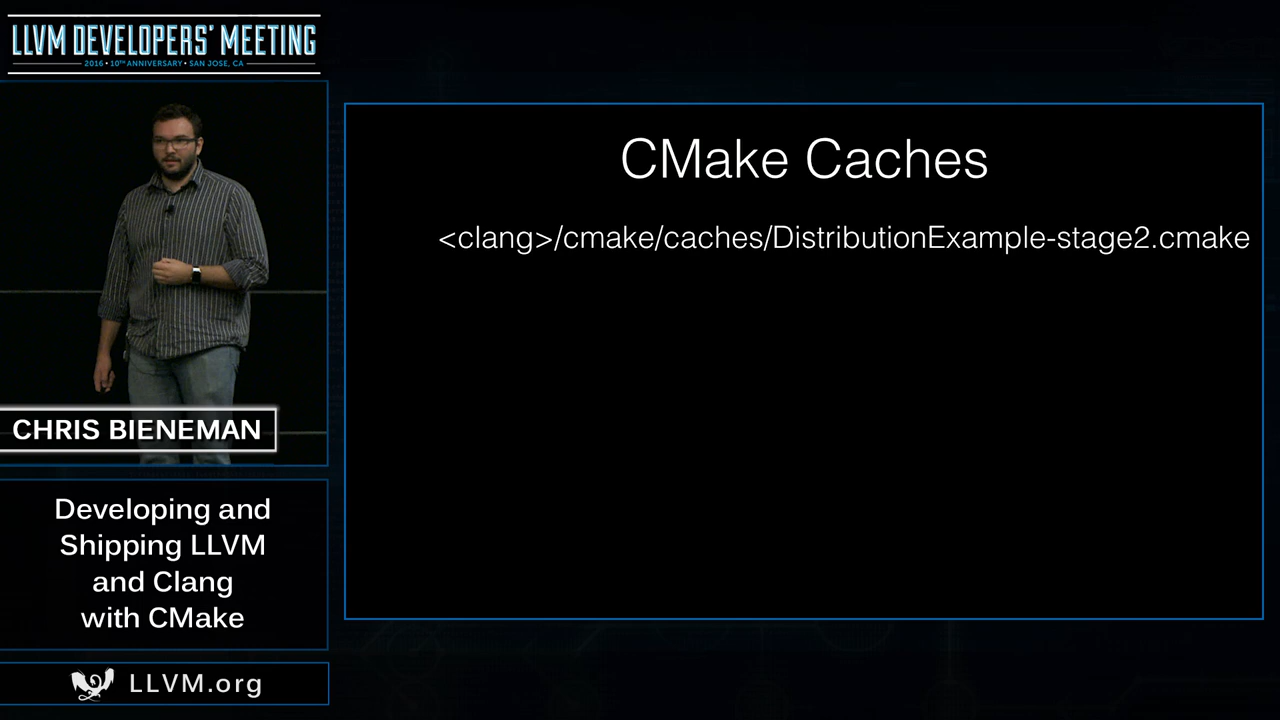 LLVM DEVELOPERS' MEETING
2016 • 10TH ANNIVERSARY • SAN JOSE, CA
CMake Caches
<clang>/cmake/caches/DistributionExample-stage2.cmake
CHRIS BIENEMAN
Developing and
Shipping LLVM
and Clang
with CMake
LLVM.org